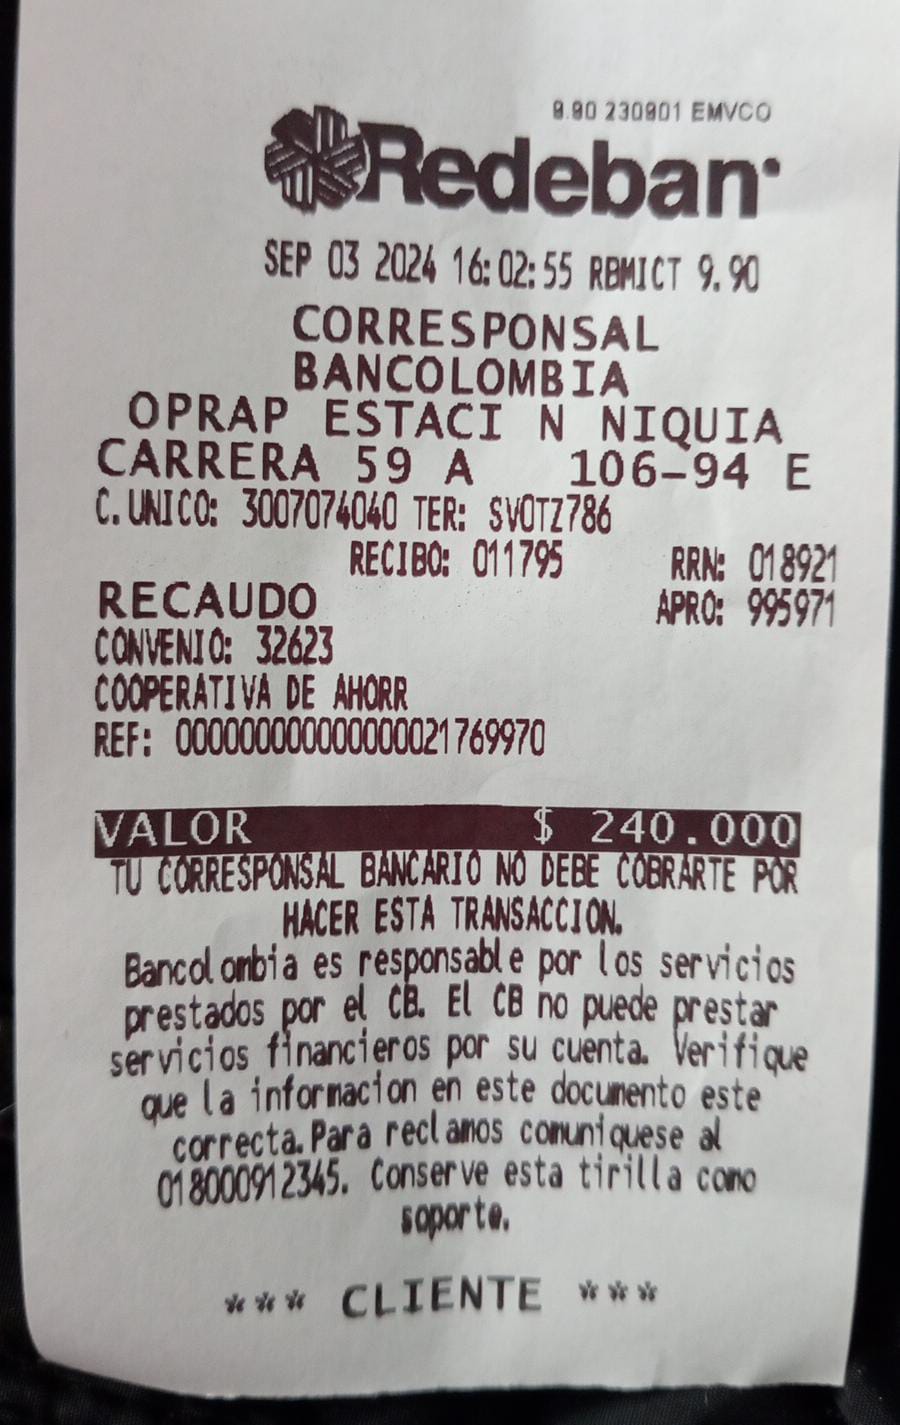 9.90 230901 EMVCO
Redeban
SEP 03 2024 16:02:55 RBMICT 9.90
CORRESPONSAL
BANCOLOMBIA
OPRAP ESTACI N NIQUIA
CARRERA 59 A 106-94 E
C.UNICO: 3007074040 TER: SVOTZ786
RECIBO: 011795 RRN: 018921
RECAUDO APRO: 995971
CONVENIO: 32623
COOPERATIVA DE AHORR
REF: 0000000000000000021769970
VALOR $ 240.000
TU CORRESPONSAL BANCARIO NO DEBE COBRARTE POR
HACER ESTA TRANSACCION.
Bancolombia es responsable por los servicios
prestados por el CB. El CB no puede prestar
servicios financieros por su cuenta. Verifique
que la informacion en este documento este
correcta. Para reclamos comuniquese al
018000912345. Conserve esta tirilla como
soporte.
*** CLIENTE ***